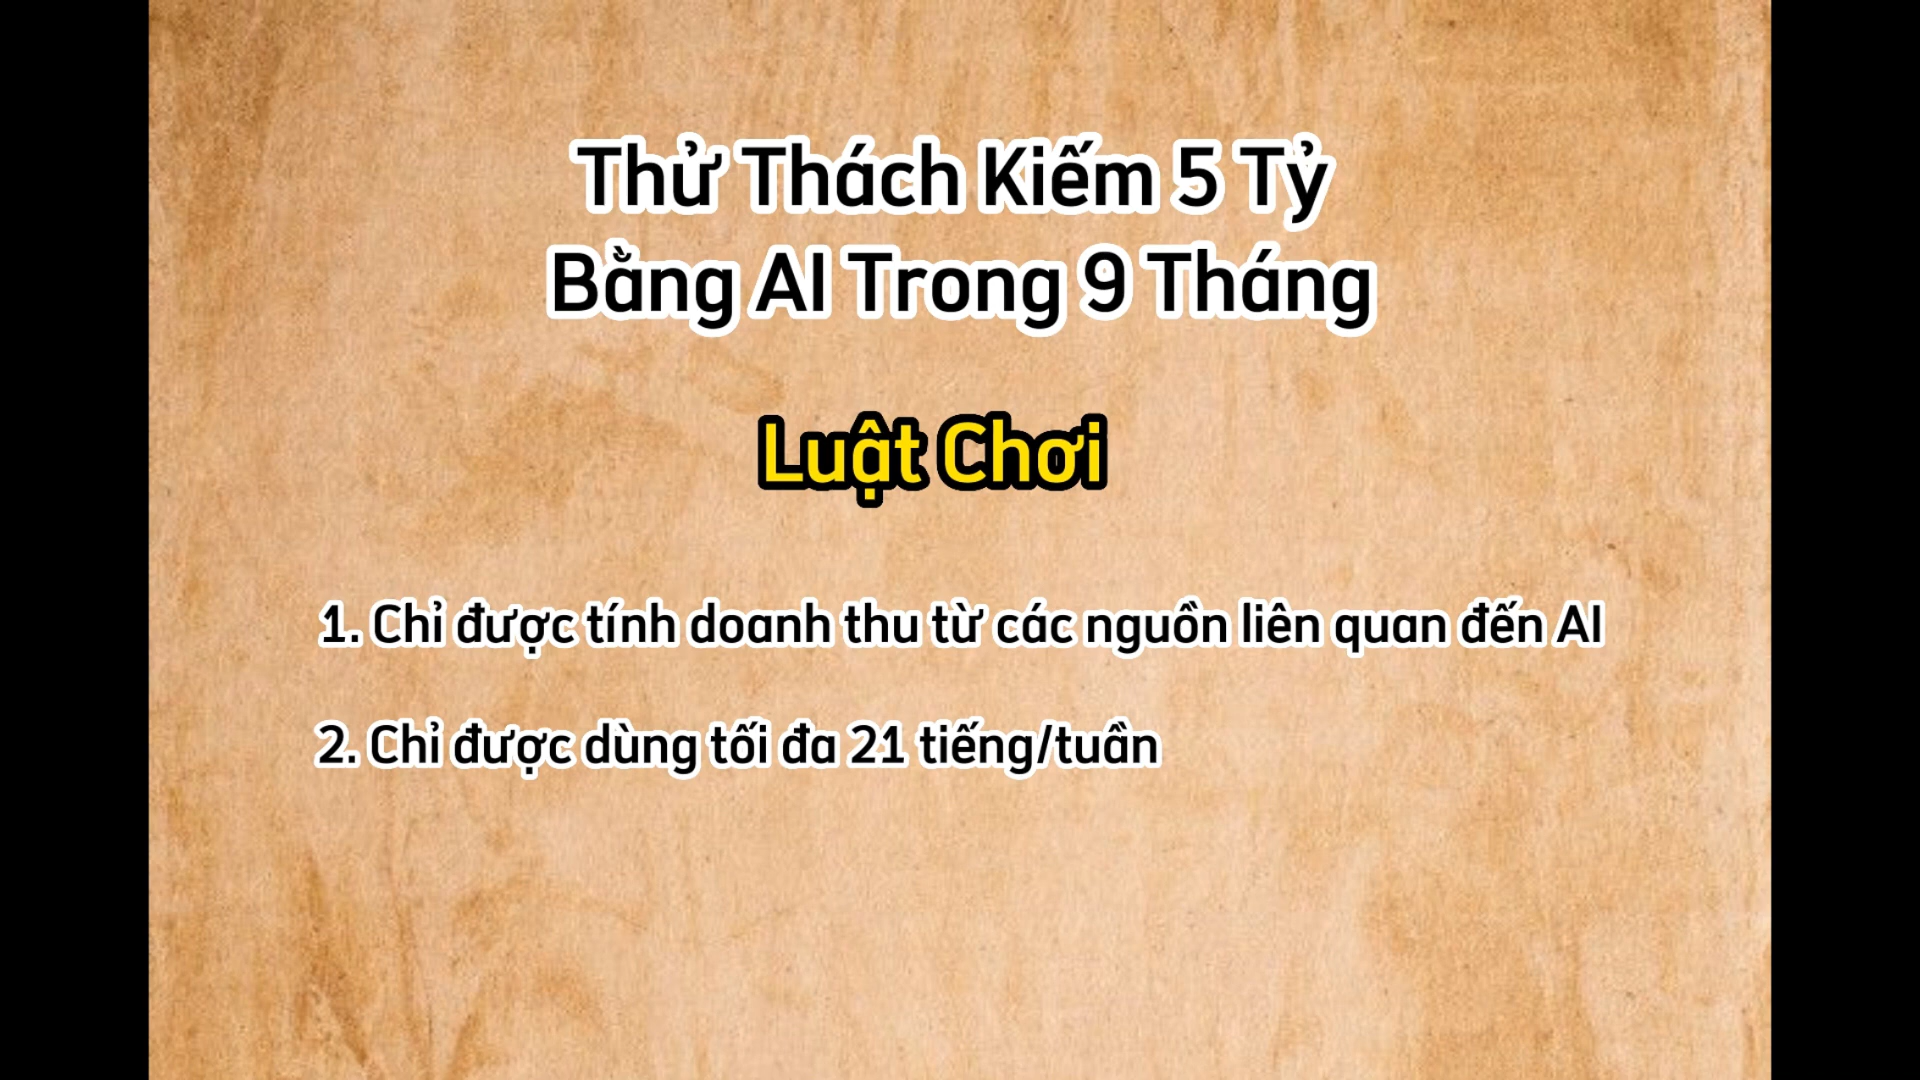 Thử Thách Kiếm 5 Tỷ
Bằng AI Trong 9 Tháng
Luật Chơi
1. Chỉ được tính doanh thu từ các nguồn liên quan đến AI
2. Chỉ được dùng tối đa 21 tiếng/tuần